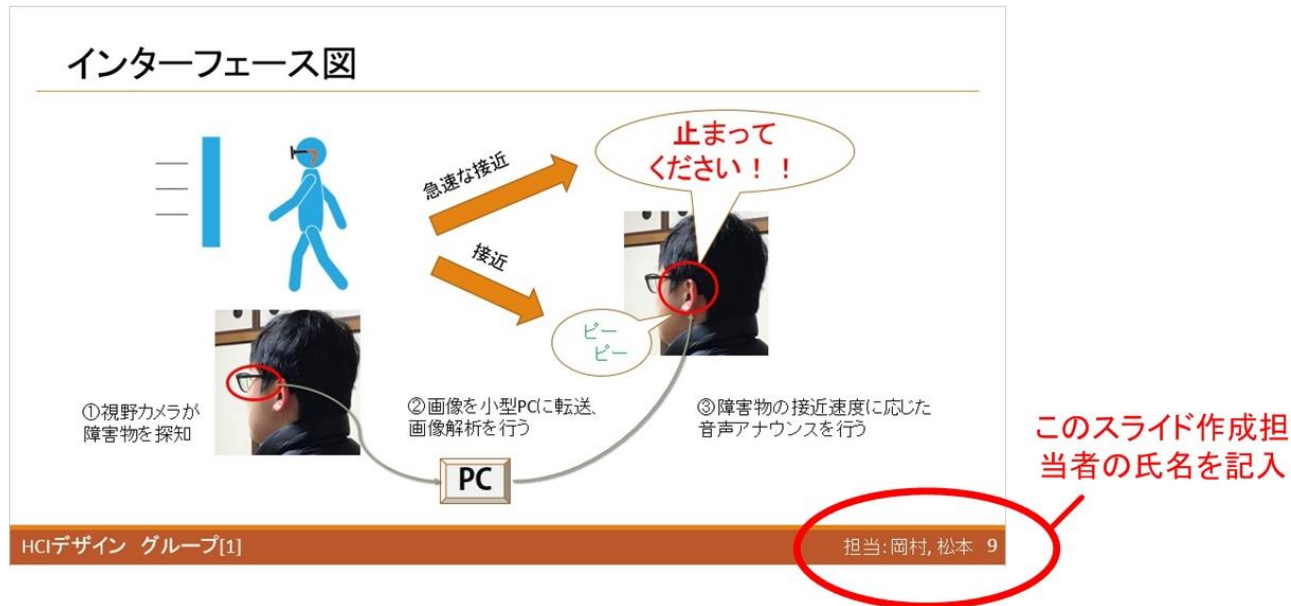 インターフェース図
止まって
ください！！
急速な接近
接近
ピー
ピー
①視野カメラが
障害物を探知
②画像を小型PCに転送、
画像解析を行う
③障害物の接近速度に応じた
音声アナウンスを行う
PC
このスライド作成担
当者の氏名を記入
HCIデザイン グループ[1]
担当:岡村,松本 9